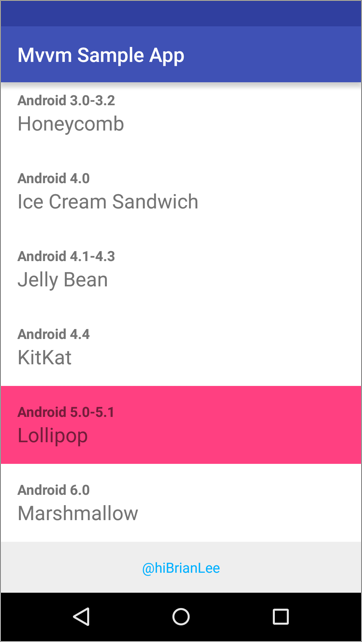 Mvvm Sample App
Android 3.0-3.2
Honeycomb
Android 4.0
Ice Cream Sandwich
Android 4.1-4.3
Jelly Bean
Android 4.4
KitKat
Android 5.0-5.1
Lollipop
Android 6.0
Marshmallow
@hiBrianLee